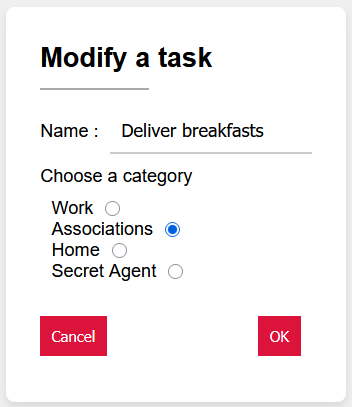 Modify a task
Name : Deliver breakfasts
Choose a category
Work
Associations
Home
Secret Agent
Cancel OK